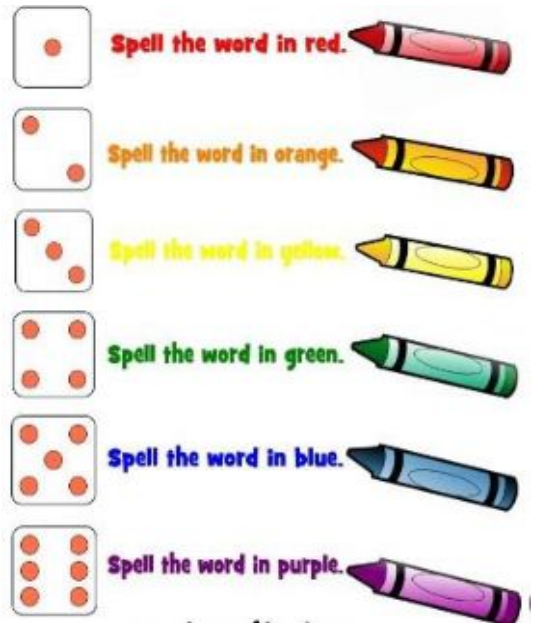 Spell the word in red.
Spell the word in orange.
Spell the word in yellow.
Spell the word in green.
Spell the word in blue.
Spell the word in purple.